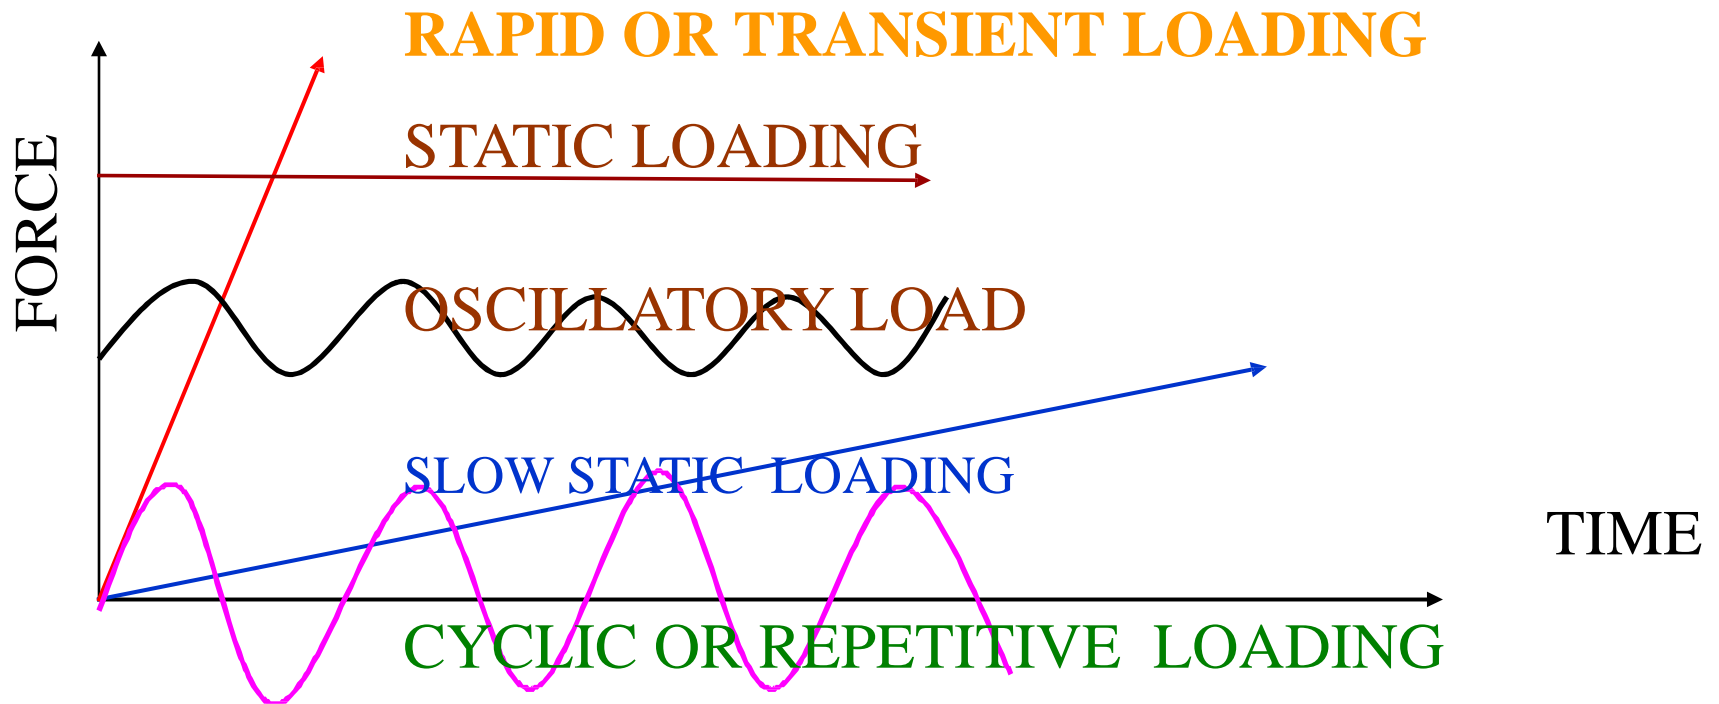 RAPID OR TRANSIENT LOADING
STATIC LOADING
FORCE
OSCILLATORY LOAD
SLOW STATIC  LOADING
TIME
CYCLIC OR REPETITIVE  LOADING